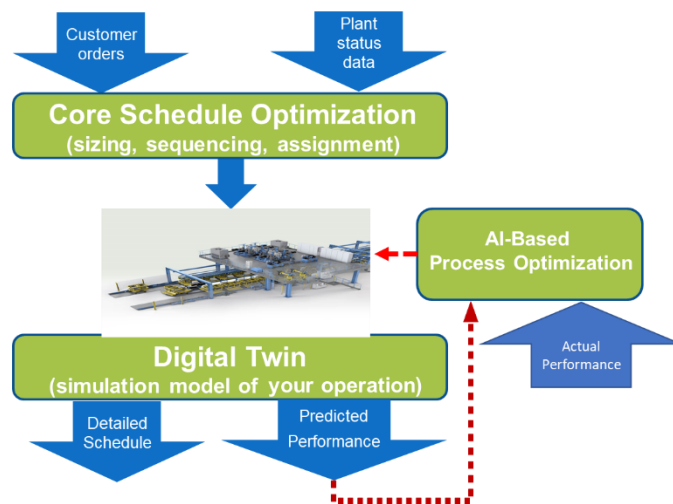 Customer
orders
Plant
status
data
Core Schedule Optimization
(sizing, sequencing, assignment)
AI-Based
Process Optimization
Actual
Performance
Digital Twin
(simulation model of your operation)
Detailed
Schedule
Predicted
Performance